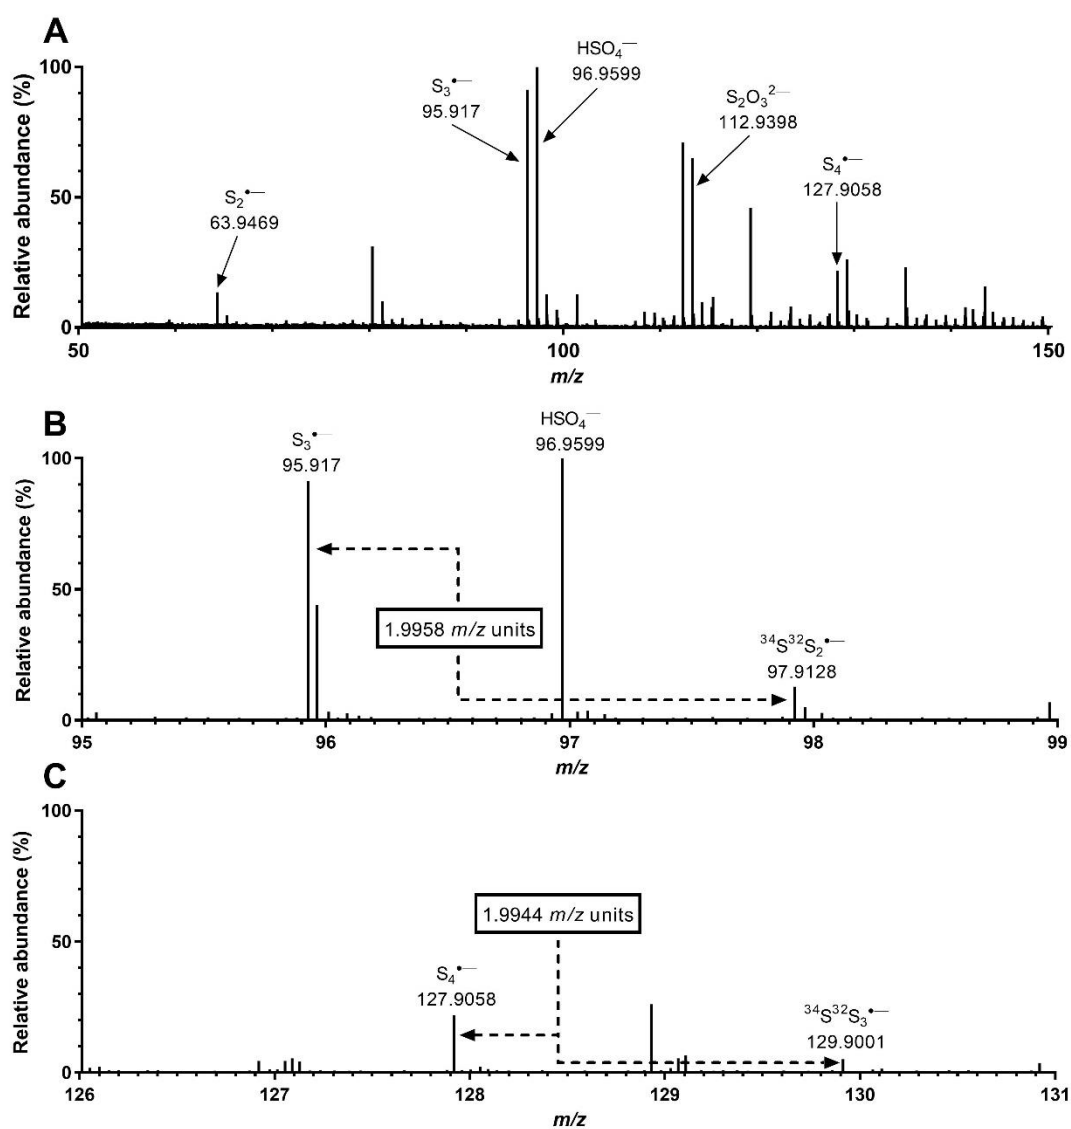 A
Relative abundance (%)
100
50
0
S₂•—
63.9469
S₃•—
95.917
HSO₄—
96.9599
S₂O₃²—
112.9398
S₄•—
127.9058
50
100
150
m/z
B
Relative abundance (%)
100
50
0
S₃•—
95.917
HSO₄—
96.9599
1.9958 m/z units
³⁴S³²S₂•—
97.9128
95
96
97
98
99
m/z
C
Relative abundance (%)
100
50
0
1.9944 m/z units
S₄•—
127.9058
³⁴S³²S₃•—
129.9001
126
127
128
129
130
131
m/z